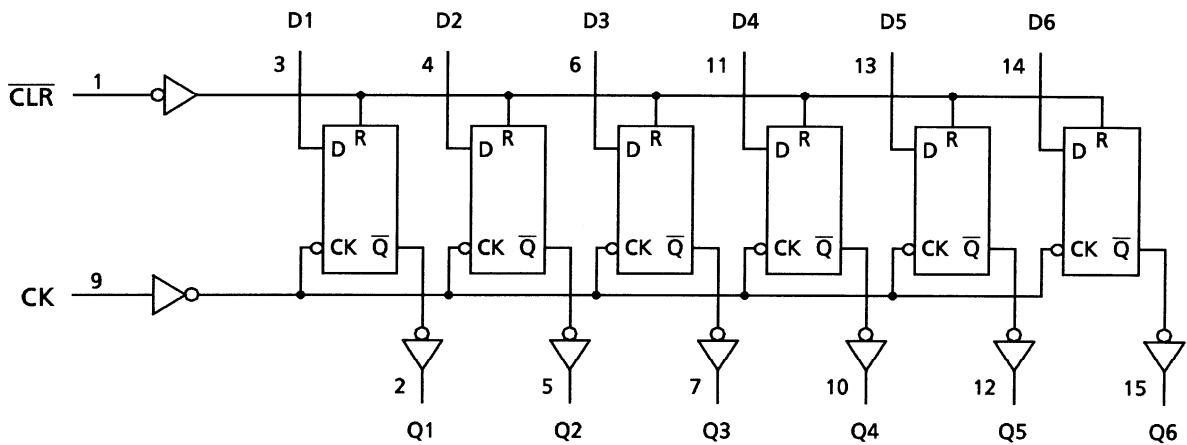 D1 D2 D3 D4 D5 D6
3 4 6 11 13 14
C̅L̅R̅ 1
R R R R R R
D D D D D D
CK Q̅ CK Q̅ CK Q̅ CK Q̅ CK Q̅ CK Q̅
CK 9
2 5 7 10 12 15
Q1 Q2 Q3 Q4 Q5 Q6